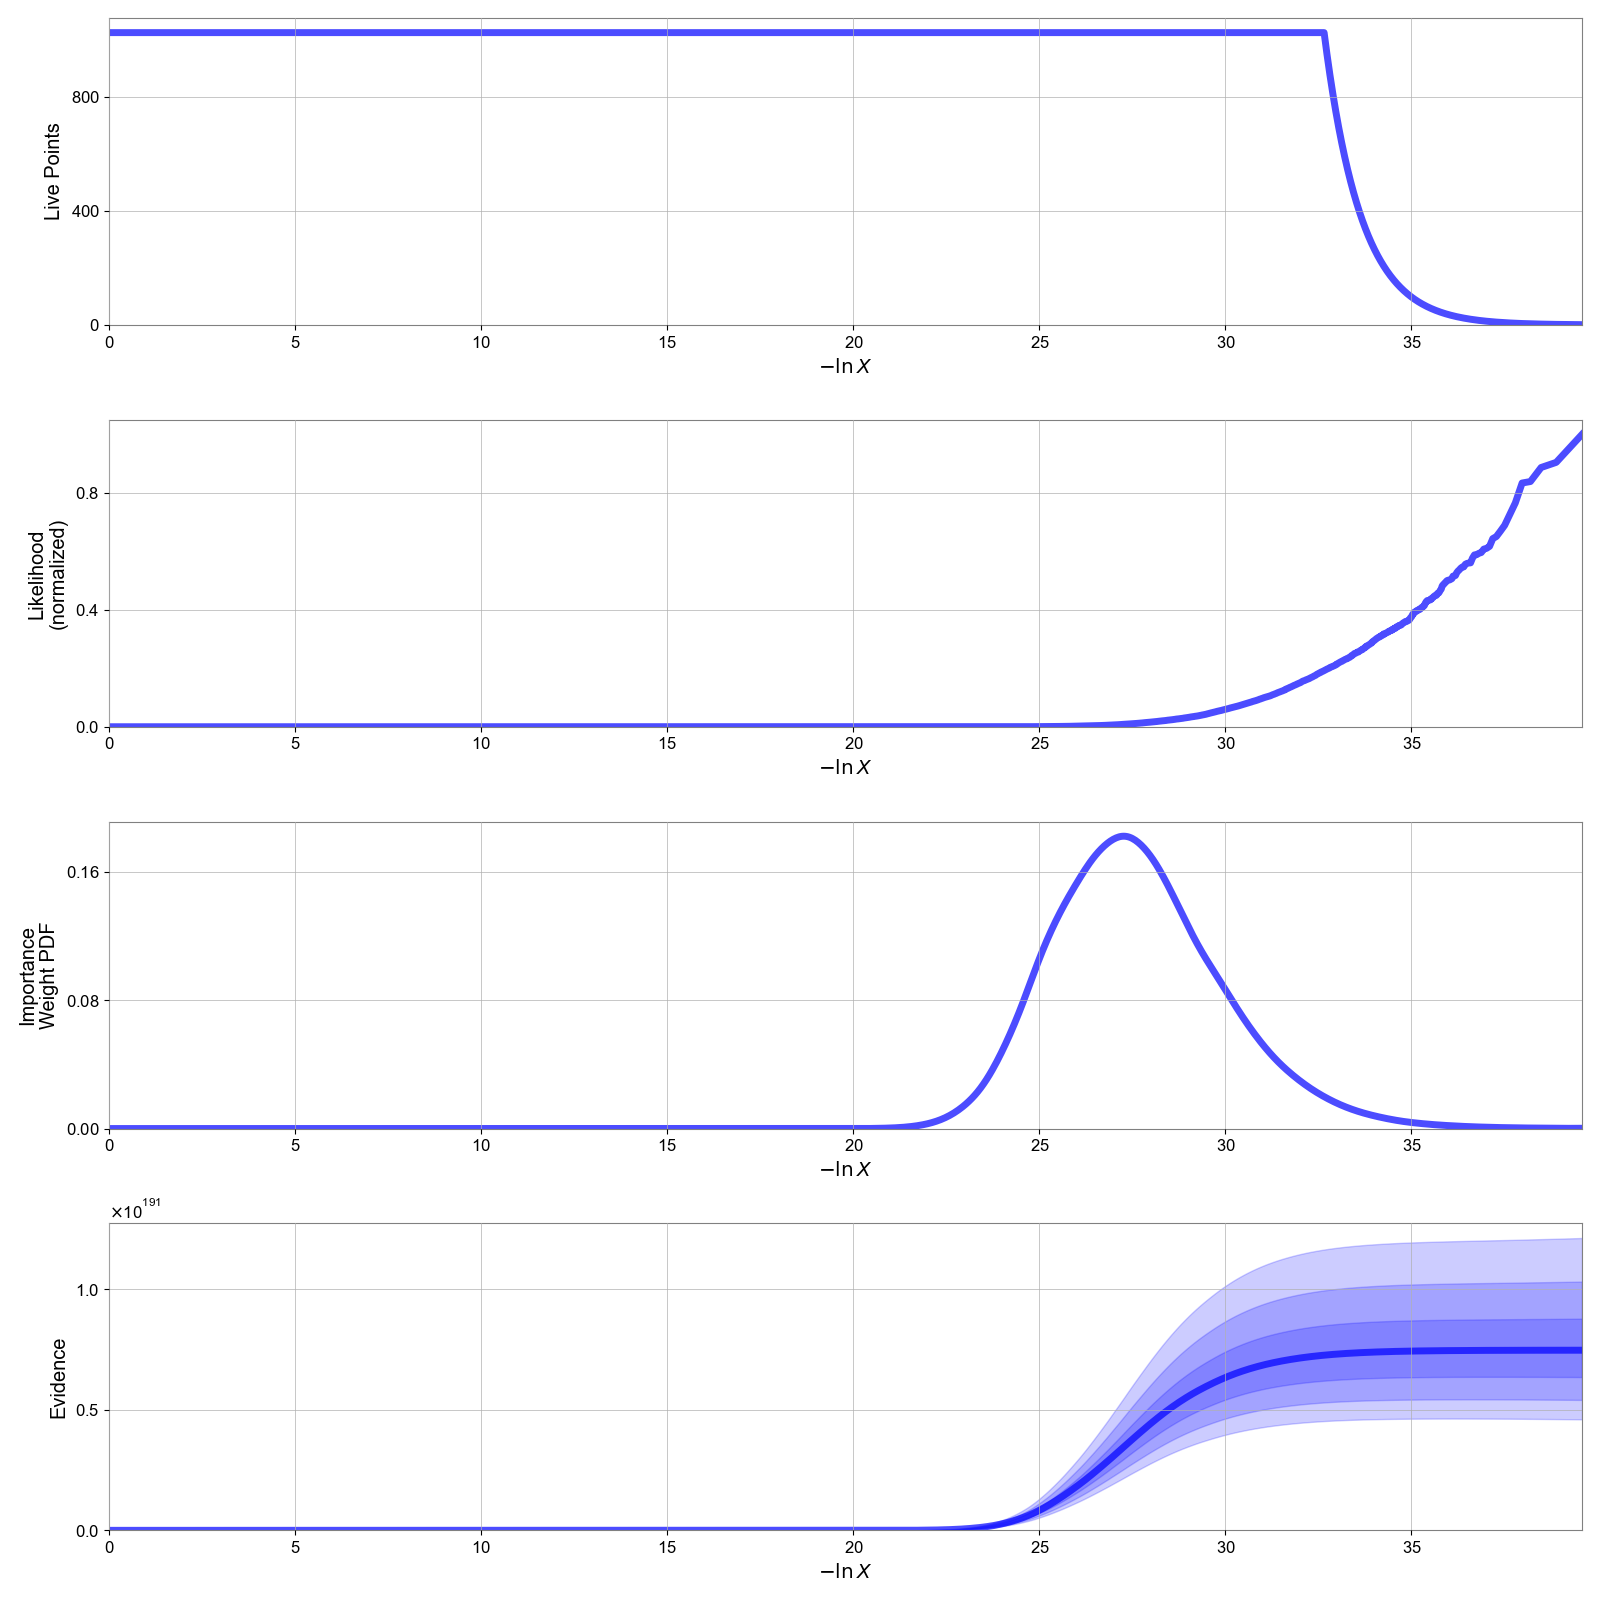 800
400
0
Live Points
0 5 10 15 20 25 30 35
−ln X
0.8
0.4
0.0
Likelihood
(normalized)
0 5 10 15 20 25 30 35
−ln X
0.16
0.08
0.00
Importance
Weight PDF
0 5 10 15 20 25 30 35
−ln X
×10¹⁹¹
1.0
0.5
0.0
Evidence
0 5 10 15 20 25 30 35
−ln X